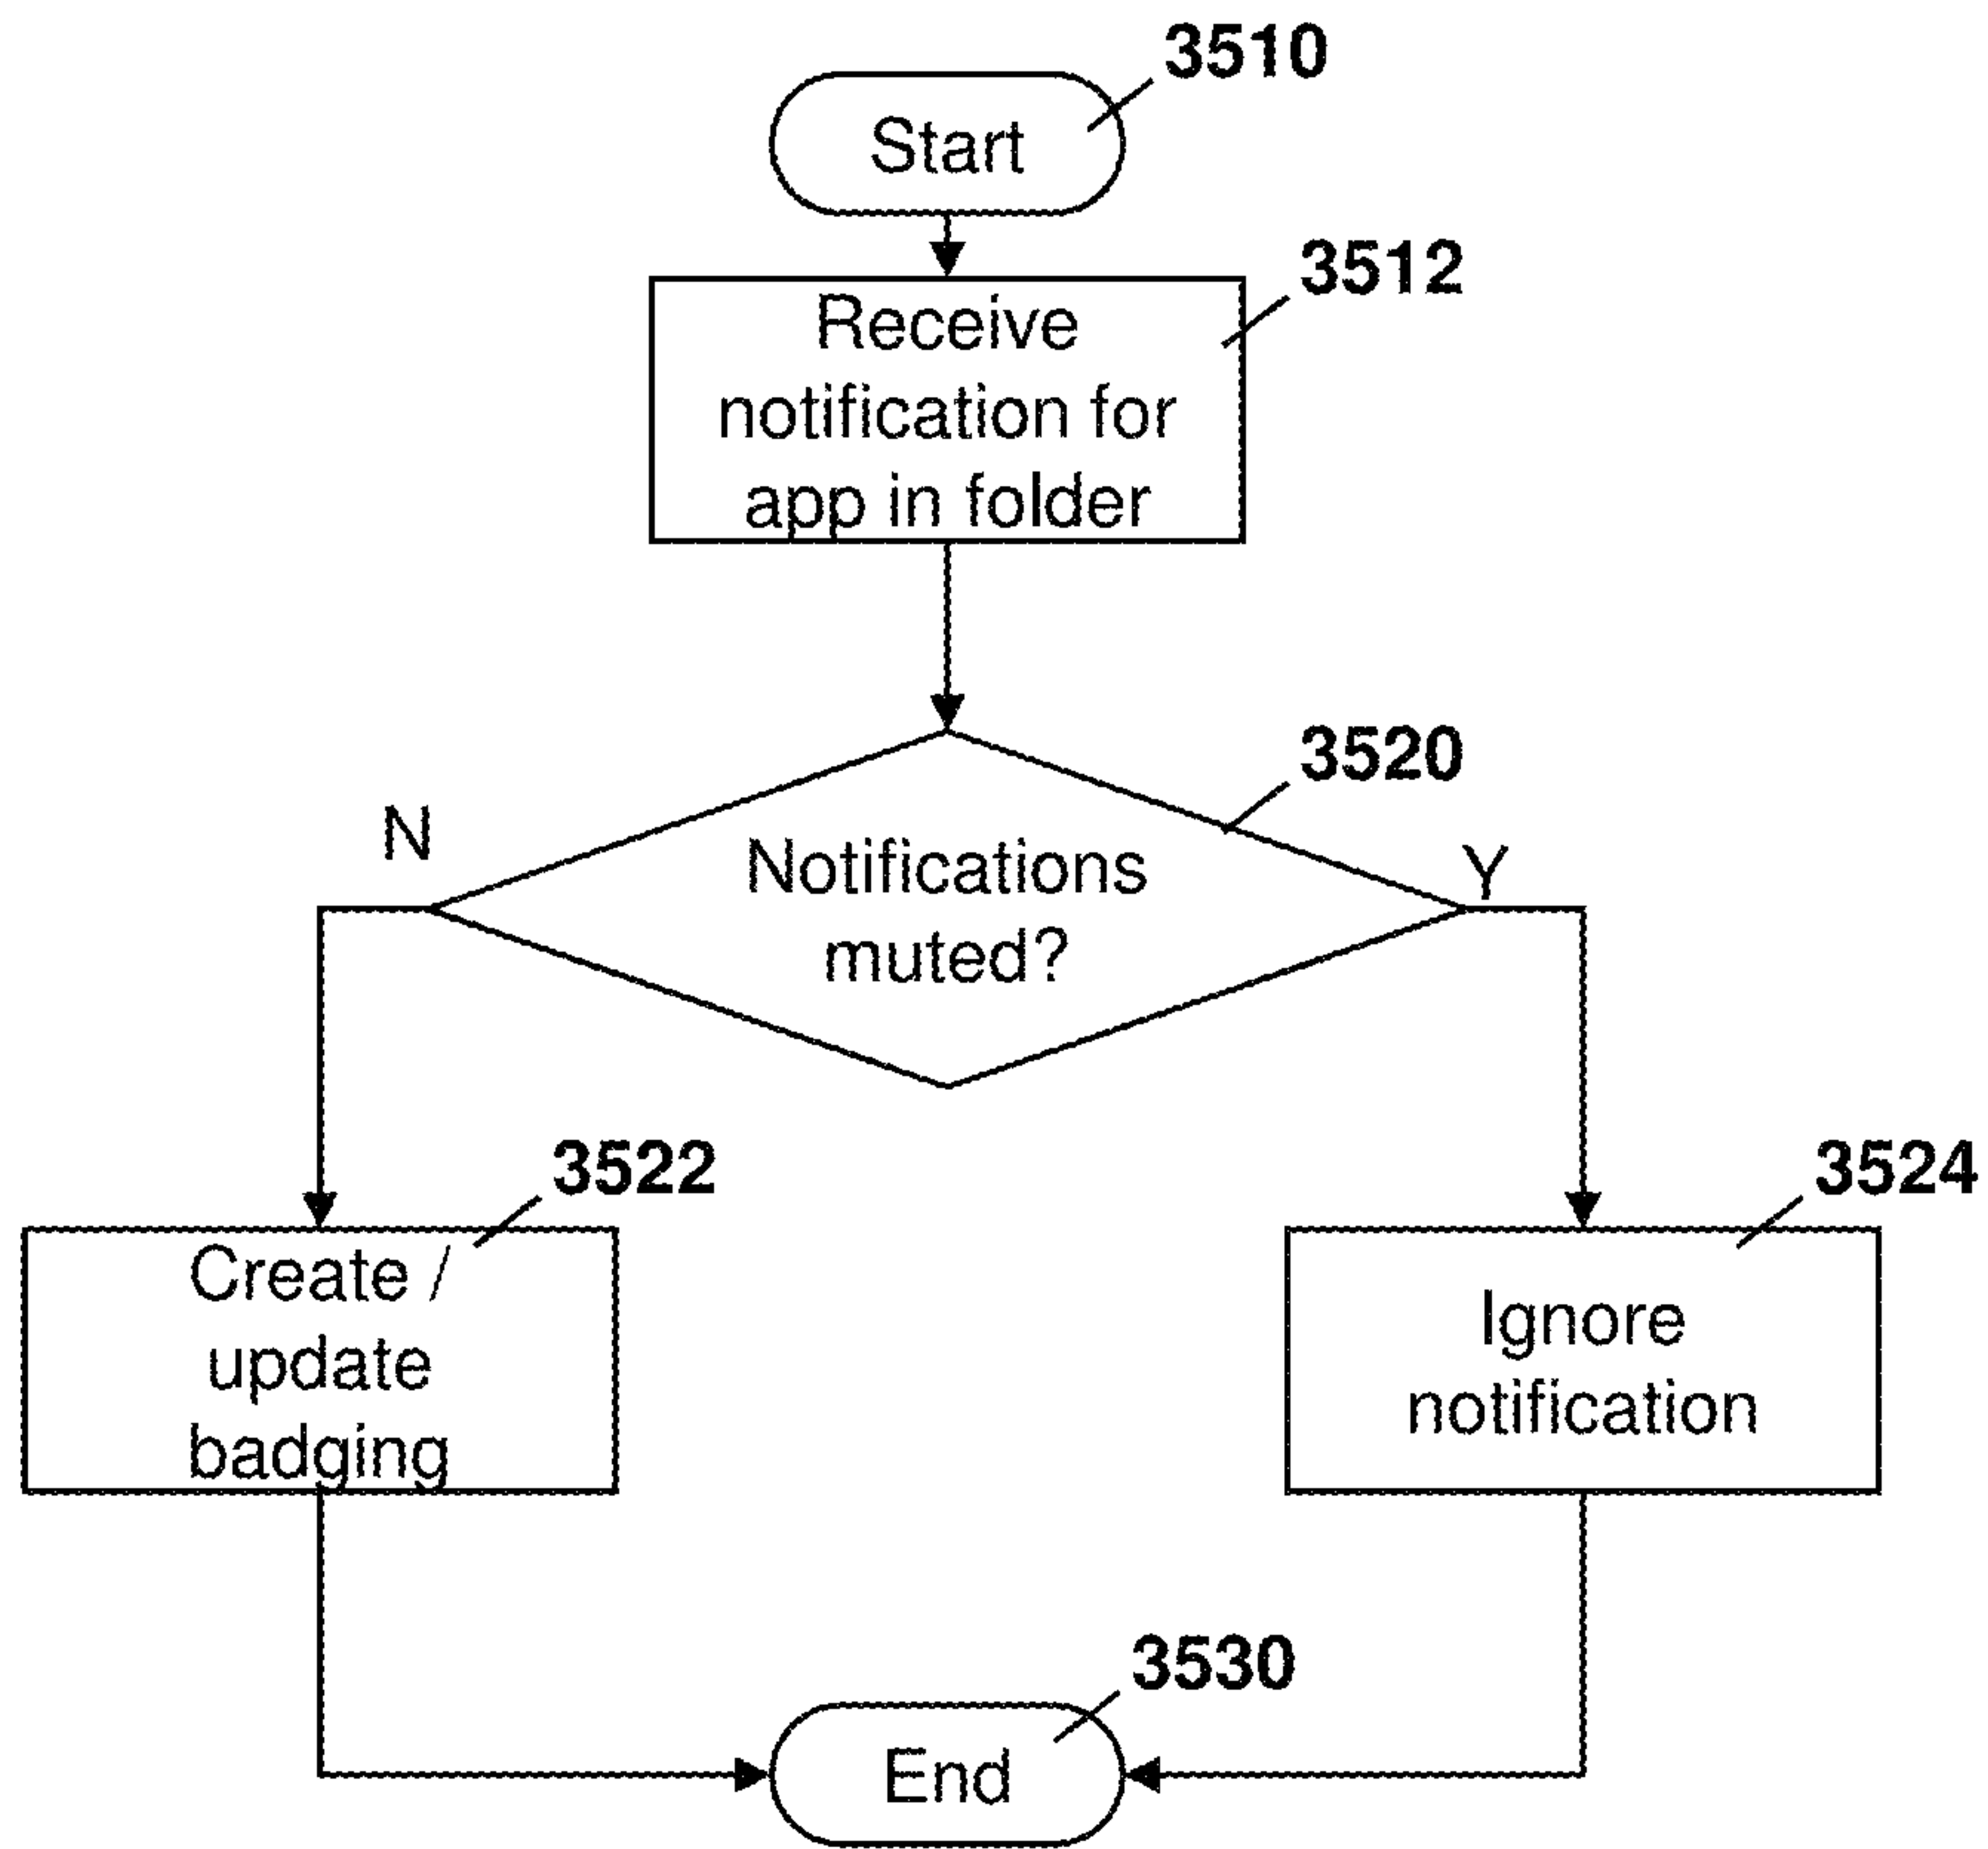 3510
Start
3512
Receive
notification for
app in folder
3520
N
Notifications
muted?
Y
3522
Create /
update
badging
3524
Ignore
notification
3530
End